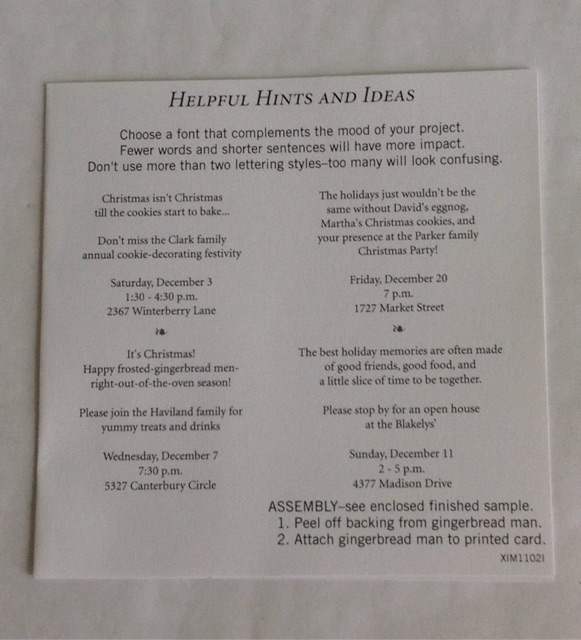 HELPFUL HINTS AND IDEAS
Choose a font that complements the mood of your project.
Fewer words and shorter sentences will have more impact.
Don't use more than two lettering styles–too many will look confusing.
Christmas isn't Christmas
till the cookies start to bake...
Don't miss the Clark family
annual cookie-decorating festivity
Saturday, December 3
1:30 - 4:30 p.m.
2367 Winterberry Lane
It's Christmas!
Happy frosted-gingerbread men-
right-out-of-the-oven season!
Please join the Haviland family for
yummy treats and drinks
Wednesday, December 7
7:30 p.m.
5327 Canterbury Circle
The holidays just wouldn't be the
same without David's eggnog,
Martha's Christmas cookies, and
your presence at the Parker family
Christmas Party!
Friday, December 20
7 p.m.
1727 Market Street
The best holiday memories are often made
of good friends, good food, and
a little slice of time to be together.
Please stop by for an open house
at the Blakelys'
Sunday, December 11
2 - 5 p.m.
4377 Madison Drive
ASSEMBLY–see enclosed finished sample.
1. Peel off backing from gingerbread man.
2. Attach gingerbread man to printed card.
XIM1102I